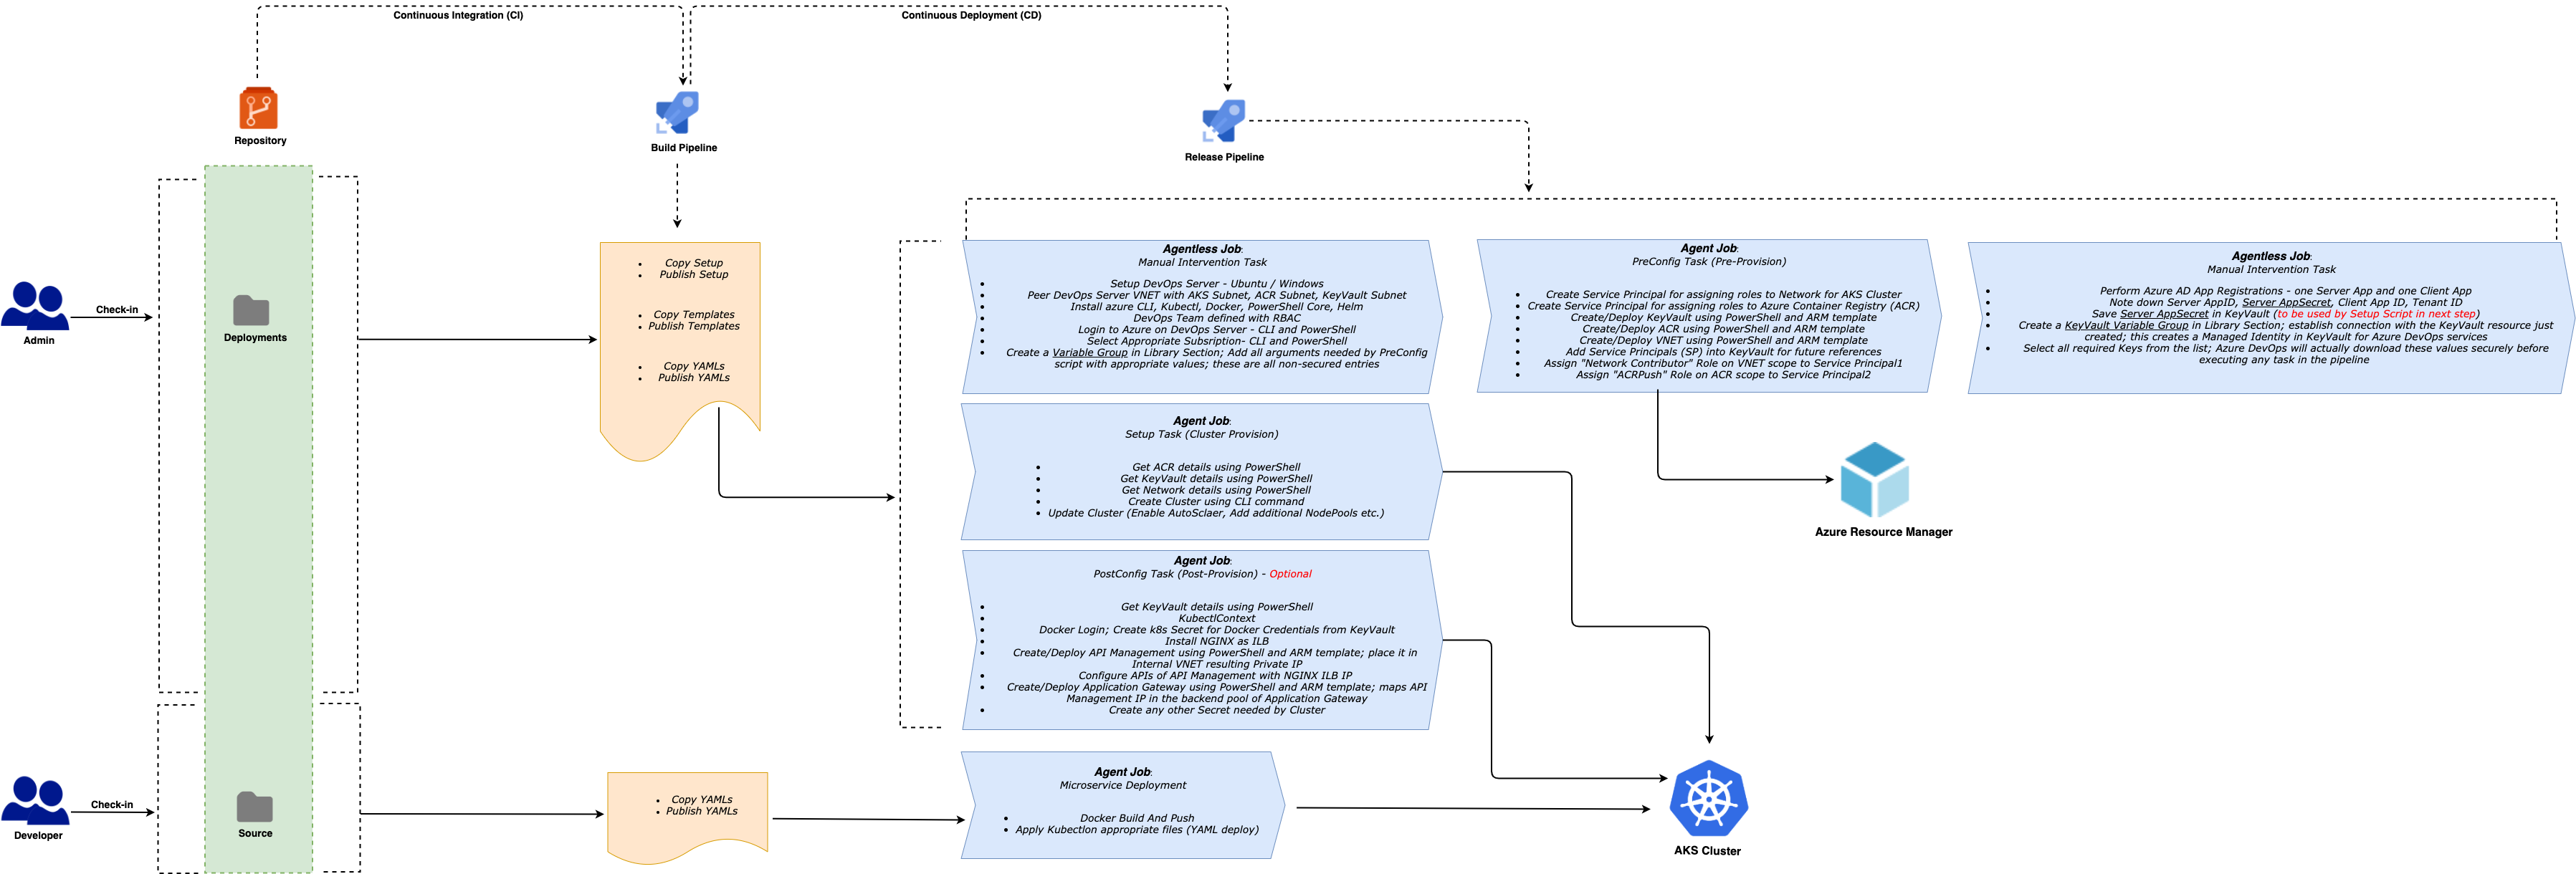 Continuous Integration (CI)
Continuous Deployment (CD)
Repository
Build Pipeline
Release Pipeline
Admin
Check-in
Deployments
• Copy Setup
• Publish Setup
• Copy Templates
• Publish Templates
• Copy YAMLs
• Publish YAMLs
Agentless Job:
Manual Intervention Task
• Setup DevOps Server - Ubuntu / Windows
• Peer DevOps Server VNET with AKS Subnet, ACR Subnet, KeyVault Subnet
• Install azure CLI, Kubectl, Docker, PowerShell Core, Helm
• DevOps Team defined with RBAC
• Login to Azure on DevOps Server - CLI and PowerShell
• Select Appropriate Subsription- CLI and PowerShell
• Create a Variable Group in Library Section; Add all arguments needed by PreConfig
script with appropriate values; these are all non-secured entries
Agent Job:
PreConfig Task (Pre-Provision)
• Create Service Principal for assigning roles to Network for AKS Cluster
• Create Service Principal for assigning roles to Azure Container Registry (ACR)
• Create/Deploy KeyVault using PowerShell and ARM template
• Create/Deploy ACR using PowerShell and ARM template
• Create/Deploy VNET using PowerShell and ARM template
• Add Service Principals (SP) into KeyVault for future references
• Assign "Network Contributor" Role on VNET scope to Service Principal1
• Assign "ACRPush" Role on ACR scope to Service Principal2
Agentless Job:
Manual Intervention Task
• Perform Azure AD App Registrations - one Server App and one Client App
• Note down Server AppID, Server AppSecret, Client App ID, Tenant ID
• Save Server AppSecret in KeyVault (to be used by Setup Script in next step)
• Create a KeyVault Variable Group in Library Section; establish connection with the KeyVault resource just
created; this creates a Managed Identity in KeyVault for Azure DevOps services
• Select all required Keys from the list; Azure DevOps will actually download these values securely before
executing any task in the pipeline
Agent Job:
Setup Task (Cluster Provision)
• Get ACR details using PowerShell
• Get KeyVault details using PowerShell
• Get Network details using PowerShell
• Create Cluster using CLI command
• Update Cluster (Enable AutoSclaer, Add additional NodePools etc.)
Azure Resource Manager
Agent Job:
PostConfig Task (Post-Provision) - Optional
• Get KeyVault details using PowerShell
• KubectlContext
• Docker Login; Create k8s Secret for Docker Credentials from KeyVault
• Install NGINX as ILB
• Create/Deploy API Management using PowerShell and ARM template; place it in
Internal VNET resulting Private IP
• Configure APIs of API Management with NGINX ILB IP
• Create/Deploy Application Gateway using PowerShell and ARM template; maps API
Management IP in the backend pool of Application Gateway
• Create any other Secret needed by Cluster
Developer
Check-in
Source
• Copy YAMLs
• Publish YAMLs
Agent Job:
Microservice Deployment
• Docker Build And Push
• Apply Kubectlon appropriate files (YAML deploy)
AKS Cluster